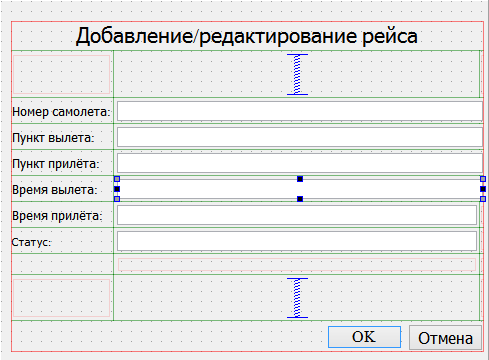 Добавление/редактирование рейса
Номер самолета:
Пункт вылета:
Пункт прилёта:
Время вылета:
Время прилёта:
Статус:
OK Отмена